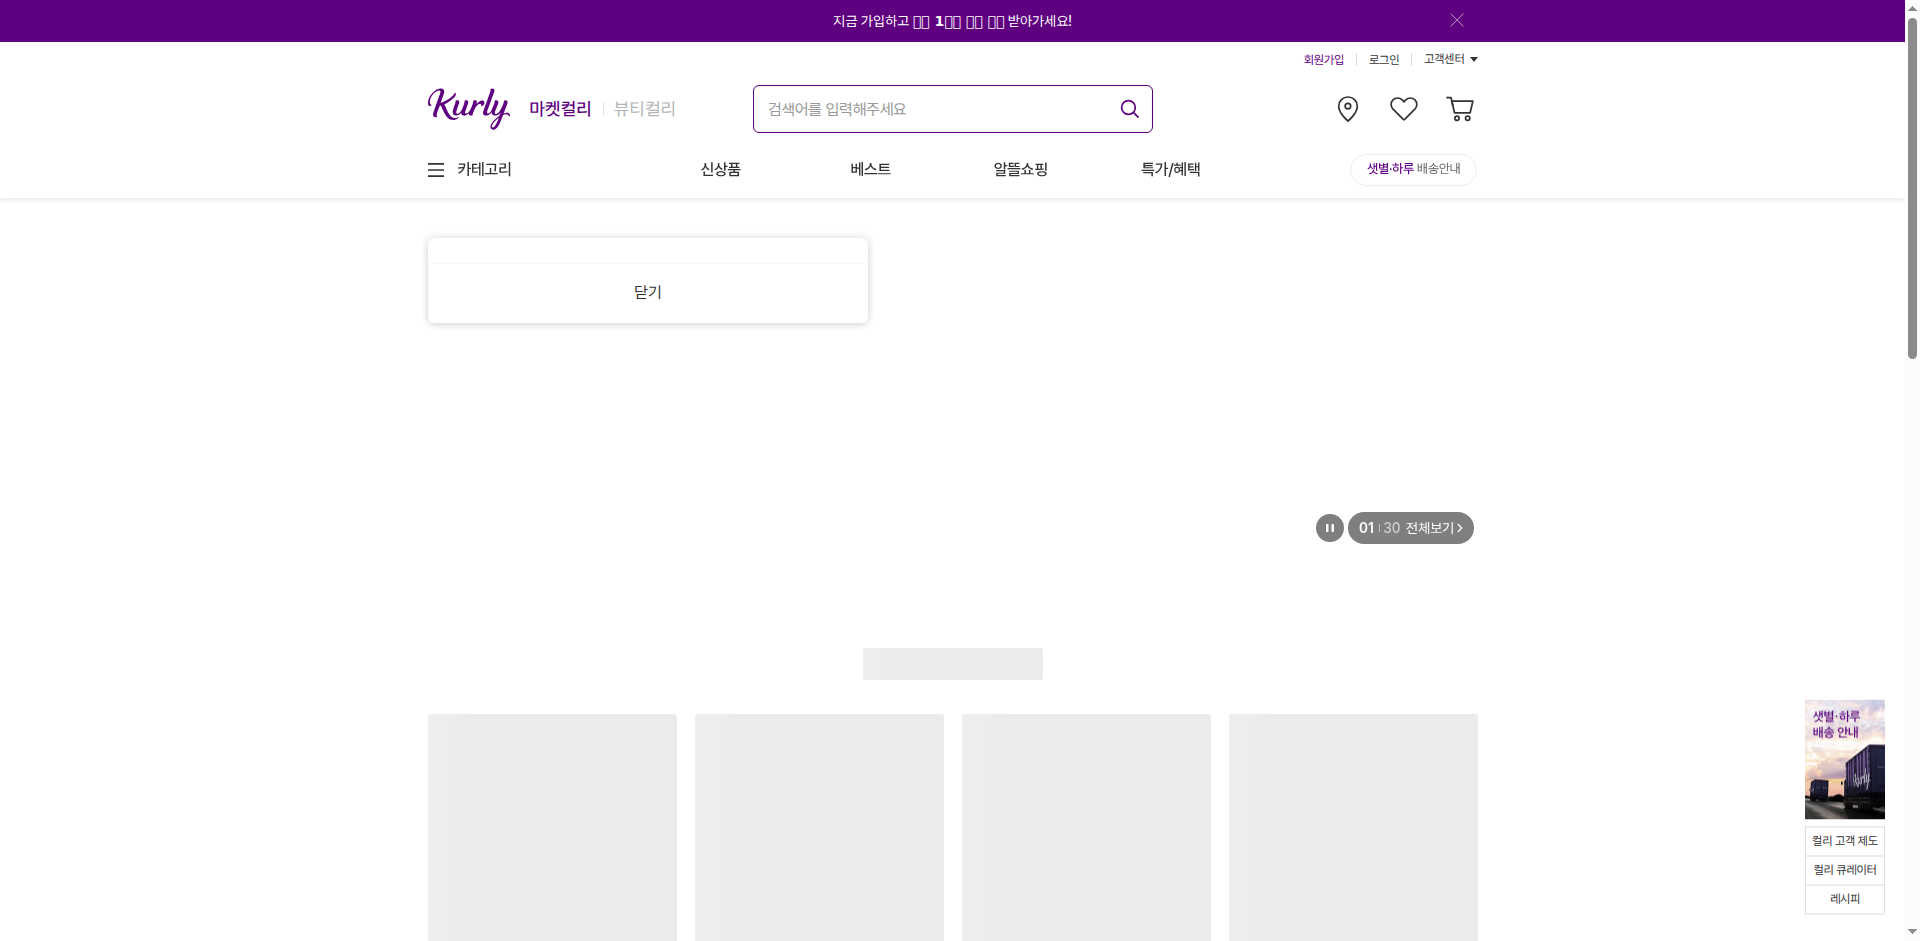 지금 가입하고 1 받아가세요!
회원가입
로그인
고객센터
Kurly
마켓컬리
뷰티컬리
검색어를 입력해주세요
카테고리
신상품
베스트
알뜰쇼핑
특가/혜택
샛별·하루 배송안내
닫기
01 30 전체보기
샛별·하루
배송 안내
Kurly
컬리 고객 제도
컬리 큐레이터
레시피